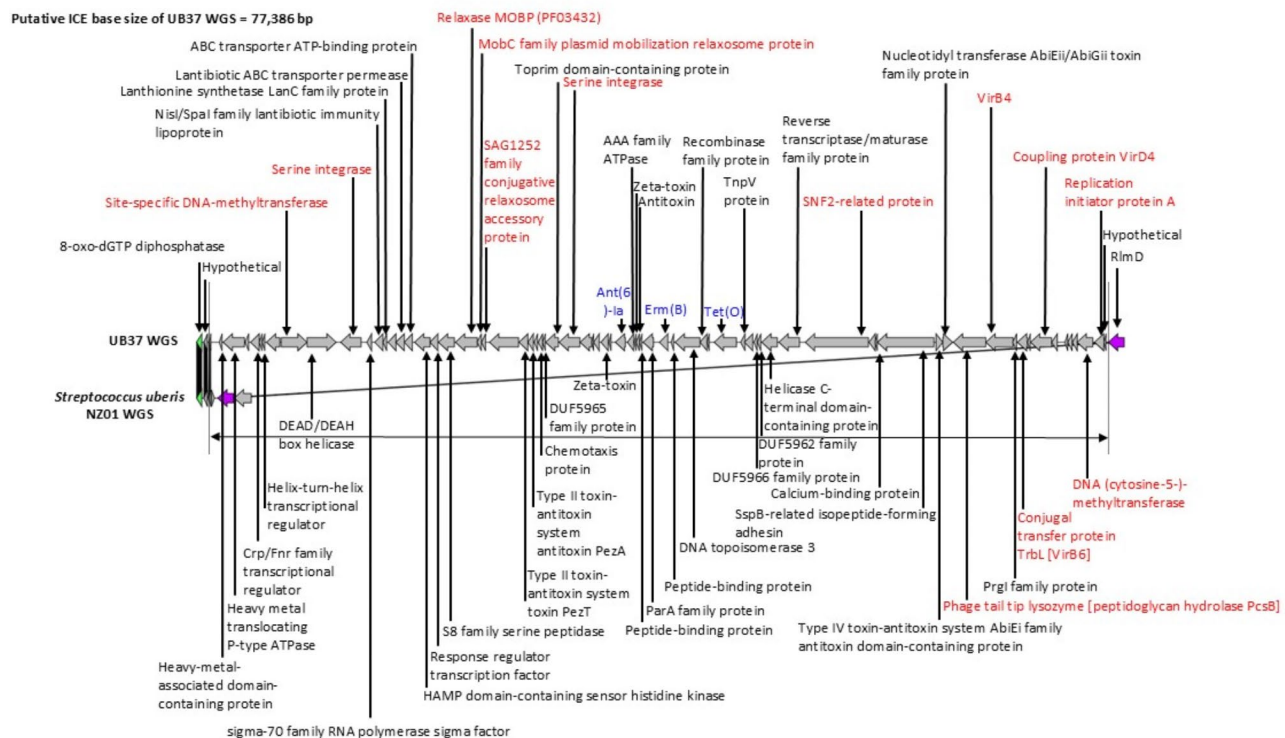 Putative ICE base size of UB37 WGS = 77,386 bp
Relaxase MOBP (PF03432)
ABC transporter ATP-binding protein
MobC family plasmid mobilization relaxosome protein
Lantibiotic ABC transporter permease
Toprim domain-containing protein
Nucleotidyl transferase AbiEii/AbiGii toxin
family protein
Lanthionine synthetase LanC family protein
Serine integrase
NisI/SpaI family lantibiotic immunity
lipoprotein
VirB4
SAG1252
family
conjugative
relaxosome
accessory
protein
AAA family
ATPase
Recombinase
family protein
Reverse
transcriptase/maturase
family protein
Serine integrase
Coupling protein VirD4
Zeta-toxin
Antitoxin
TnpV
protein
Site-specific DNA-methyltransferase
SNF2-related protein
Replication
initiator protein A
8-oxo-dGTP diphosphatase
Hypothetical
Hypothetical
RlmD
Ant(6
)-Ia
Erm(B)
Tet(O)
UB37 WGS
Streptococcus uberis
NZ01 WGS
Zeta-toxin
Helicase C-
terminal domain-
containing protein
DUF5965
family protein
DEAD/DEAH
box helicase
DUF5962 family
protein
Chemotaxis
protein
DUF5966 family protein
Calcium-binding protein
DNA (cytosine-5-)-
methyltransferase
Helix-turn-helix
transcriptional
regulator
Type II toxin-
antitoxin
system
antitoxin PezA
SspB-related isopeptide-forming
adhesin
Conjugal
transfer protein
TrbL [VirB6]
DNA topoisomerase 3
Crp/Fnr family
transcriptional
regulator
Type II toxin-
antitoxin system
toxin PezT
Peptide-binding protein
PrgI family protein
Heavy metal
translocating
P-type ATPase
ParA family protein
Phage tail tip lysozyme [peptidoglycan hydrolase PcsB]
S8 family serine peptidase
Peptide-binding protein
Type IV toxin-antitoxin system AbiEi family
antitoxin domain-containing protein
Response regulator
transcription factor
Heavy-metal-
associated domain-
containing protein
HAMP domain-containing sensor histidine kinase
sigma-70 family RNA polymerase sigma factor